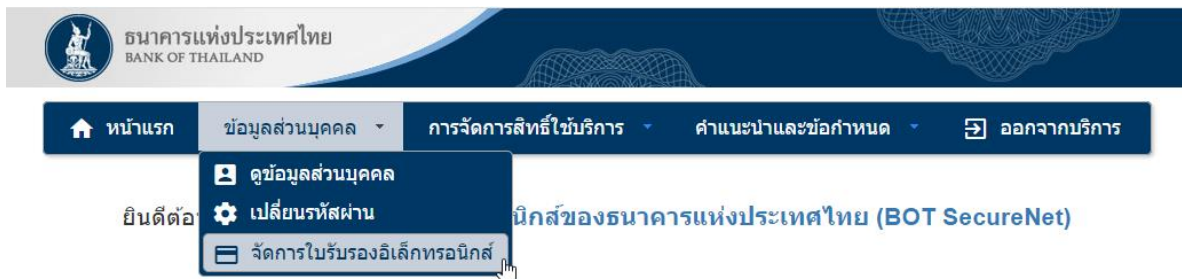 ธนาคารแห่งประเทศไทย
BANK OF THAILAND
หน้าแรก ข้อมูลส่วนบุคคล การจัดการสิทธิ์ใช้บริการ คำแนะนำและข้อกำหนด ออกจากบริการ
ดูข้อมูลส่วนบุคคล
เปลี่ยนรหัสผ่าน
ยินดีต้อ นิกส์ของธนาคารแห่งประเทศไทย (BOT SecureNet)
จัดการใบรับรองอิเล็กทรอนิกส์